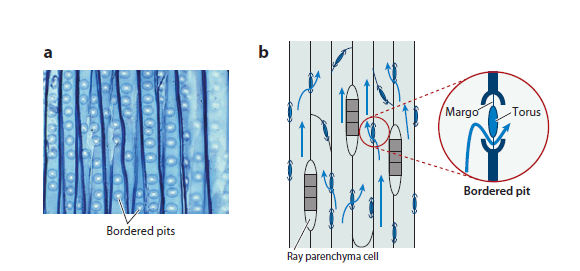 a
b
Margo
Torus
Bordered pit
Bordered pits
Ray parenchyma cell